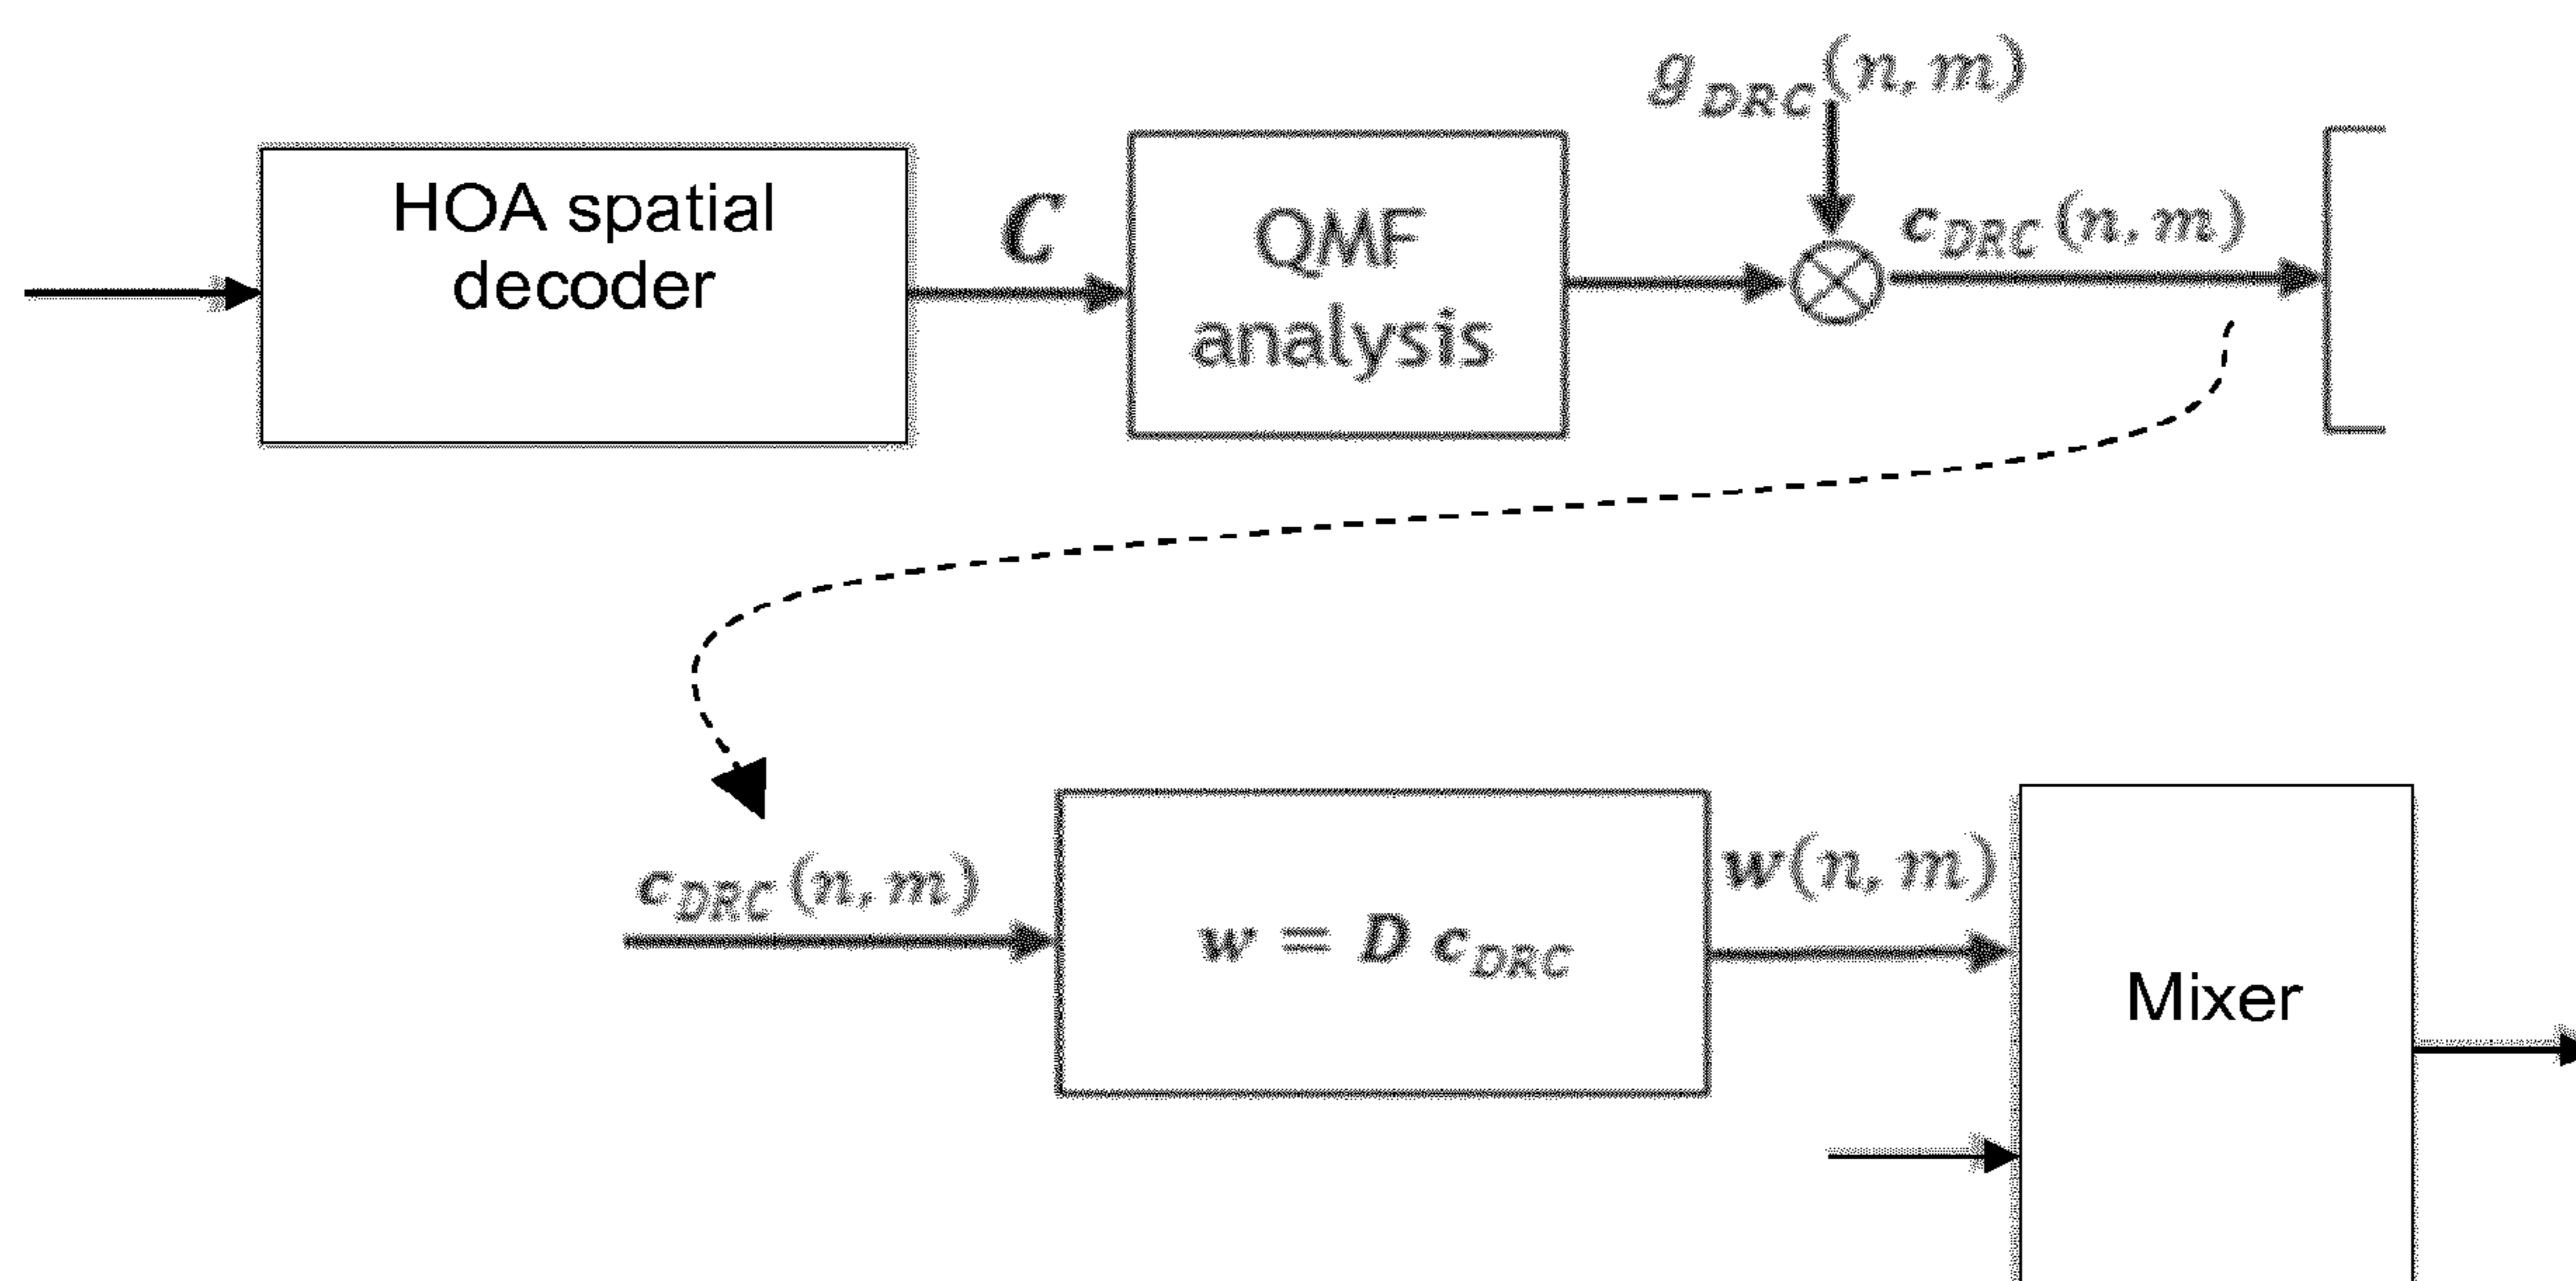 g_DRC(n, m)
HOA spatial
decoder
C
QMF
analysis
c_DRC(n, m)
c_DRC(n, m)
w = D c_DRC
w(n, m)
Mixer